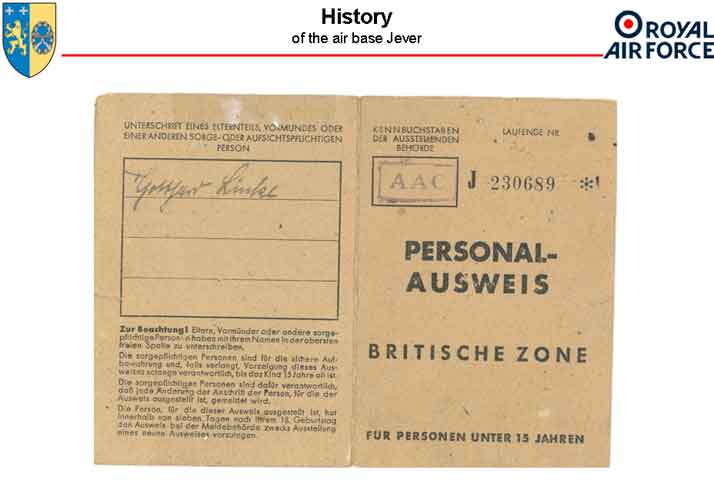 History
of the air base Jever
ROYAL
AIR FORCE
UNTERSCHRIFT EINES ELTERNTEILS, VORMUNDES ODER
EINER ANDEREN SORGE- ODER AUFSICHTSPFLICHTIGEN
PERSON
Gotthard Linke
Zur Beachtung! Eltern, Vormünder oder andere sorge-
pflichtige Personen haben mit ihrem Namen in der obersten
freien Spalte zu unterschreiben.
Die sorgepflichtigen Personen sind für die sichere Auf-
bewahrung und, falls verlangt, Vorzeigung dieses Aus-
weises solange verantwortlich, bis das Kind 15 Jahre alt ist.
Die sorgepflichtigen Personen sind dafür verantwortlich,
daß jede Änderung der Anschrift der Person, für die der
Ausweis ausgestellt ist, gemeldet wird.
Die Person, für die dieser Ausweis ausgestellt ist, hat
innerhalb von sieben Tagen nach ihrem 15. Geburtstag
den Ausweis bei der Meldebehörde zwecks Ausstellung
eines neuen Ausweises vorzulegen.
KENNBUCHSTABEN
DER AUSSTELLENDEN
BEHÖRDE
LAUFENDE NR.
AAC
J 230689 *
PERSONAL-
AUSWEIS
BRITISCHE ZONE
FÜR PERSONEN UNTER 15 JAHREN